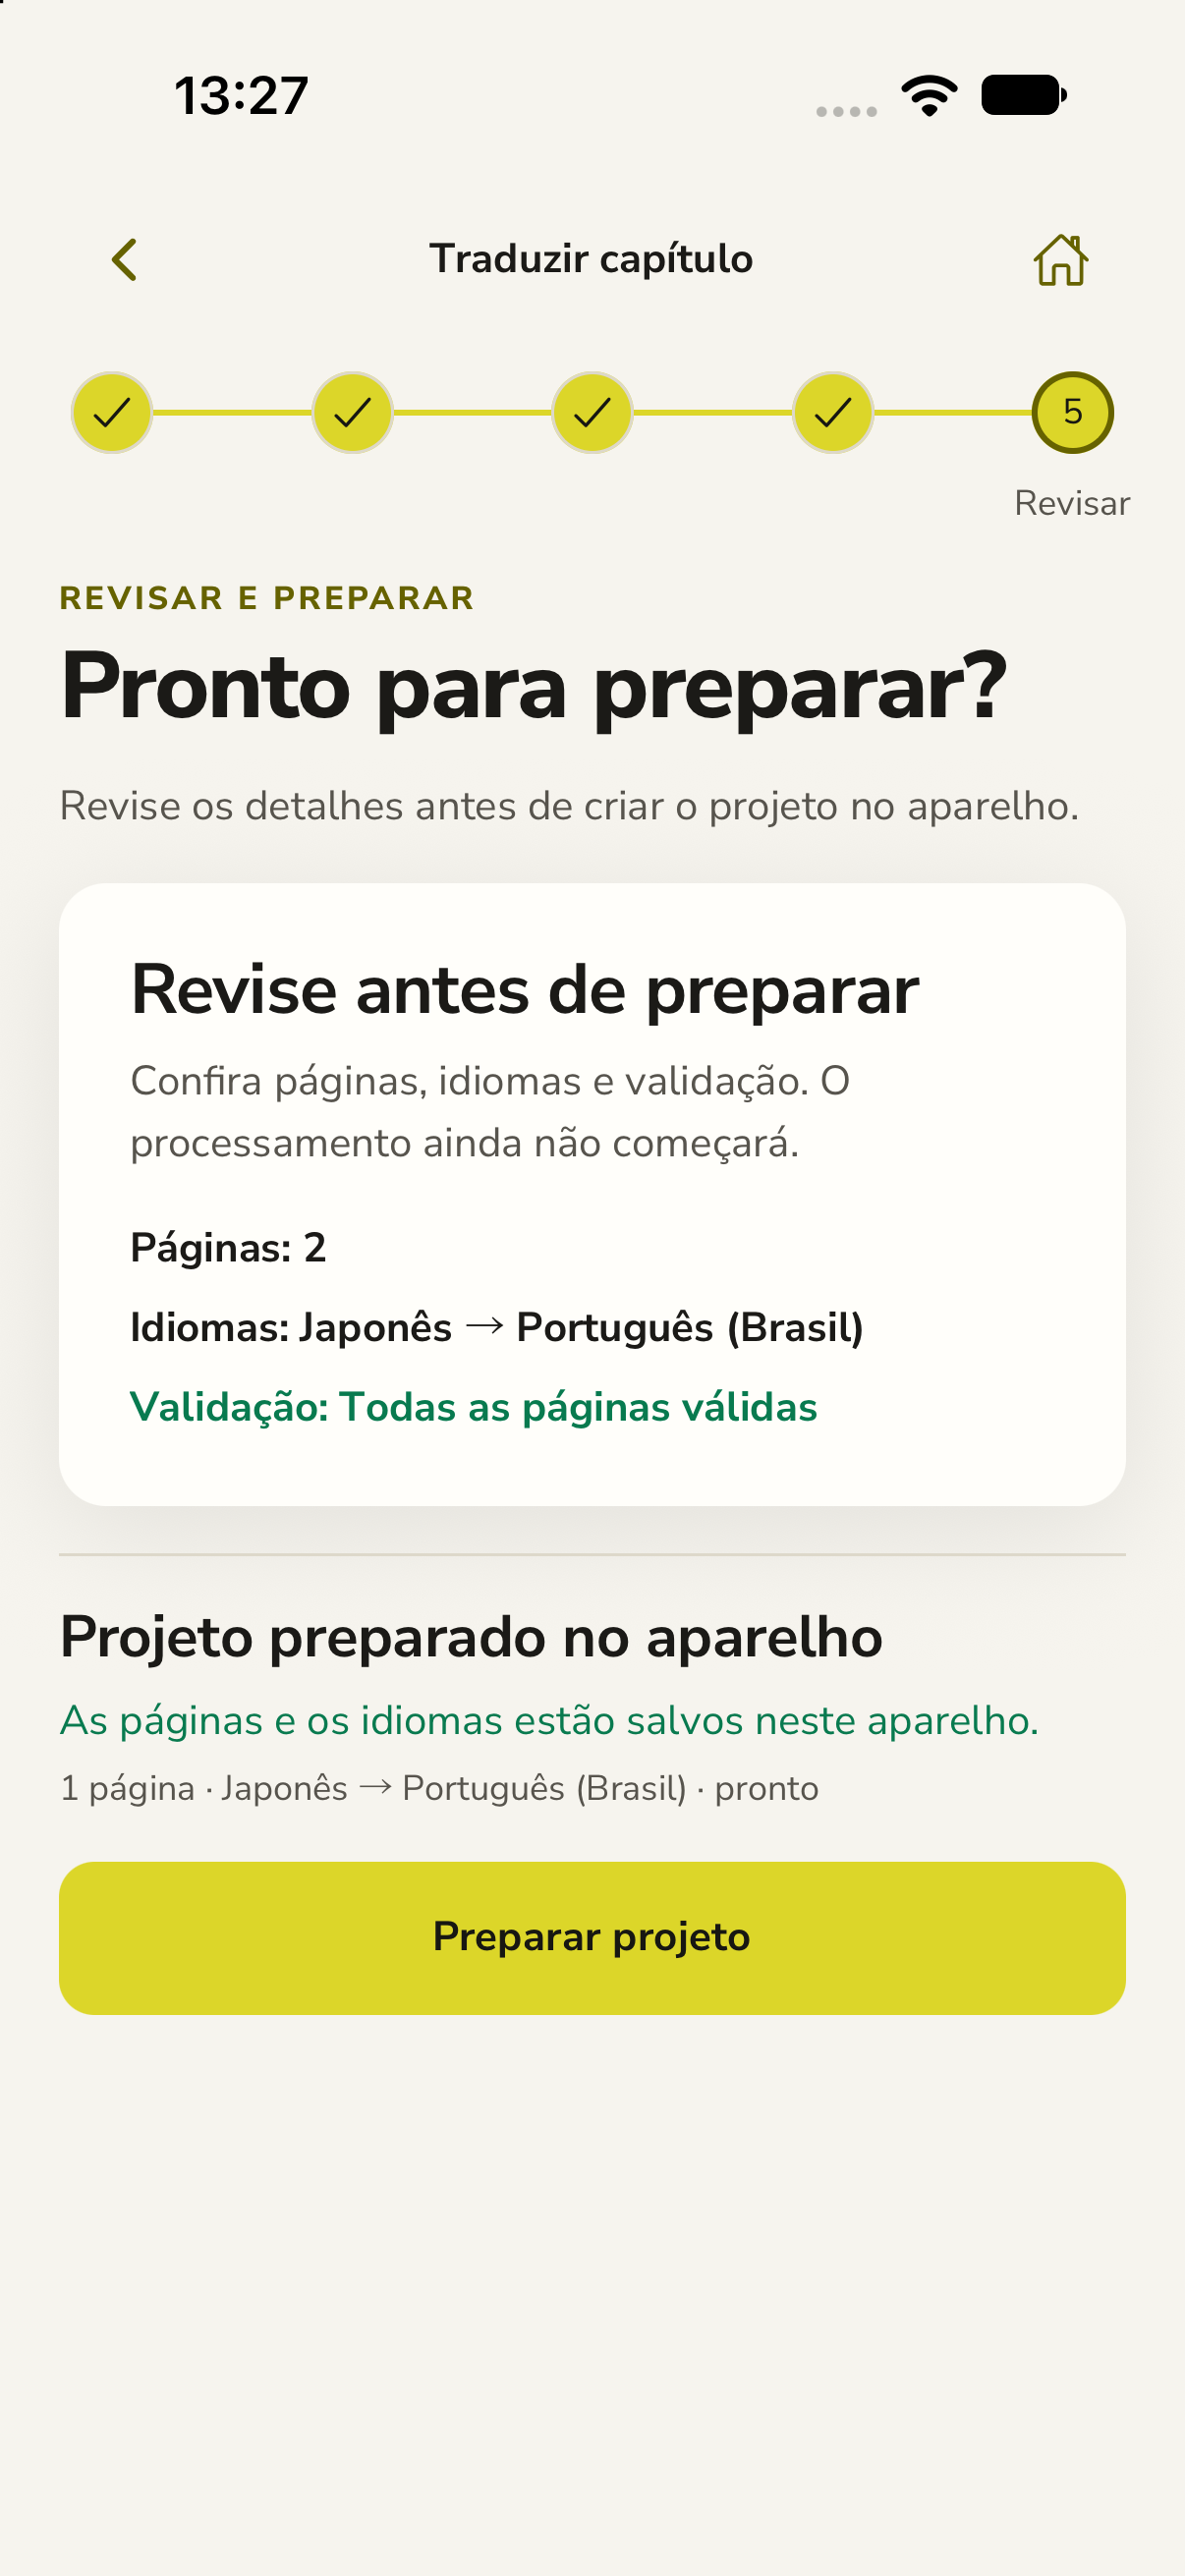 13:27
Traduzir capítulo
5
Revisar
REVISAR E PREPARAR
Pronto para preparar?
Revise os detalhes antes de criar o projeto no aparelho.
Revise antes de preparar
Confira páginas, idiomas e validação. O
processamento ainda não começará.
Páginas: 2
Idiomas: Japonês → Português (Brasil)
Validação: Todas as páginas válidas
Projeto preparado no aparelho
As páginas e os idiomas estão salvos neste aparelho.
1 página · Japonês → Português (Brasil) · pronto
Preparar projeto